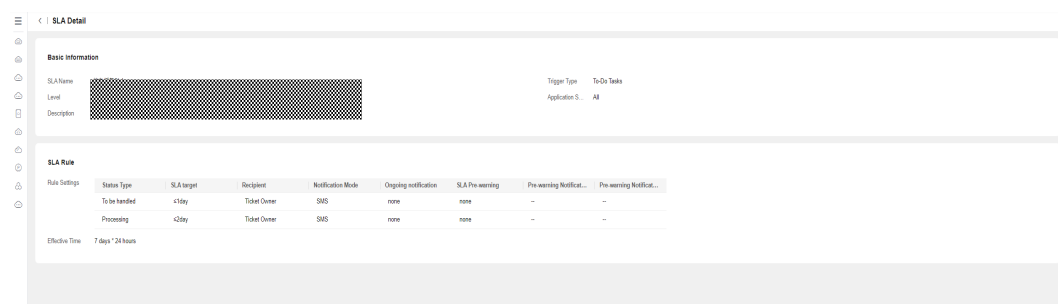 < | SLA Detail
Basic Information
SLA Name
Trigger Type To-Do Tasks
Level
Application S... All
Description
SLA Rule
Rule Settings
Status Type SLA target Recipient Notification Mode Ongoing notification SLA Pre-warning Pre-warning Notificat... Pre-warning Notificat...
To be handled ≤1day Ticket Owner SMS none none -- --
Processing ≤2day Ticket Owner SMS none none -- --
Effective Time 7 days * 24 hours